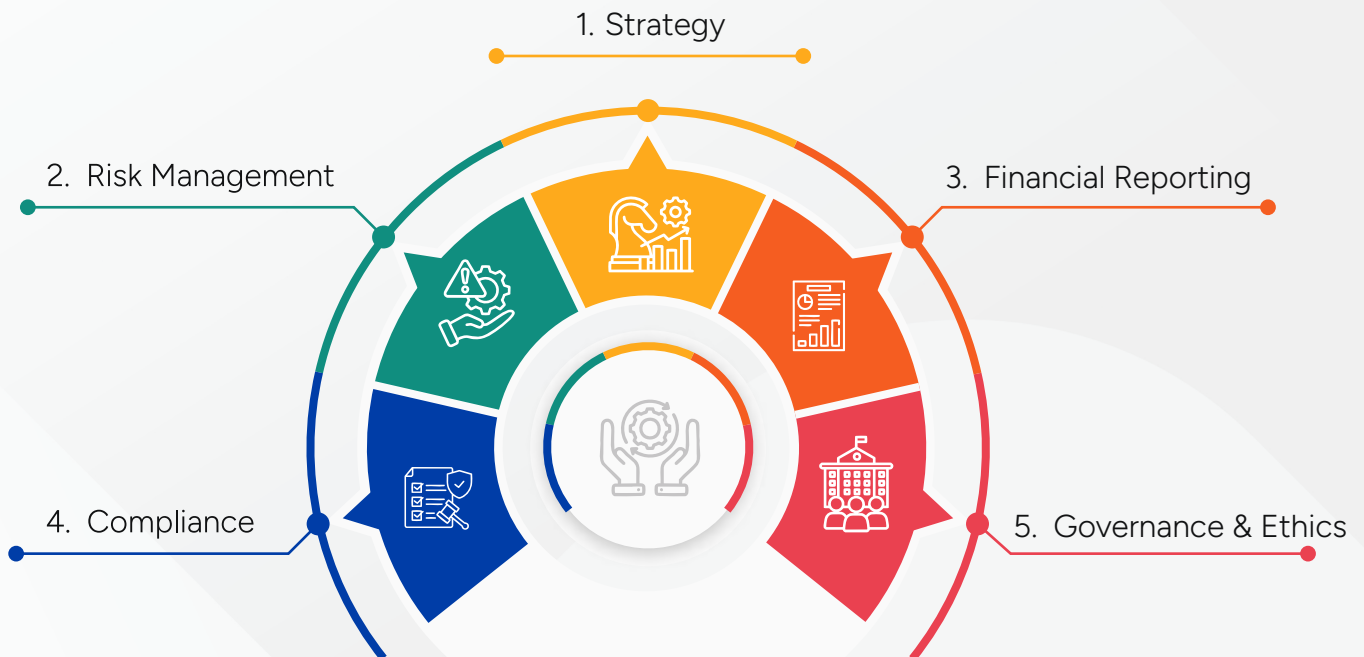 1. Strategy
2. Risk Management
3. Financial Reporting
4. Compliance
5. Governance & Ethics